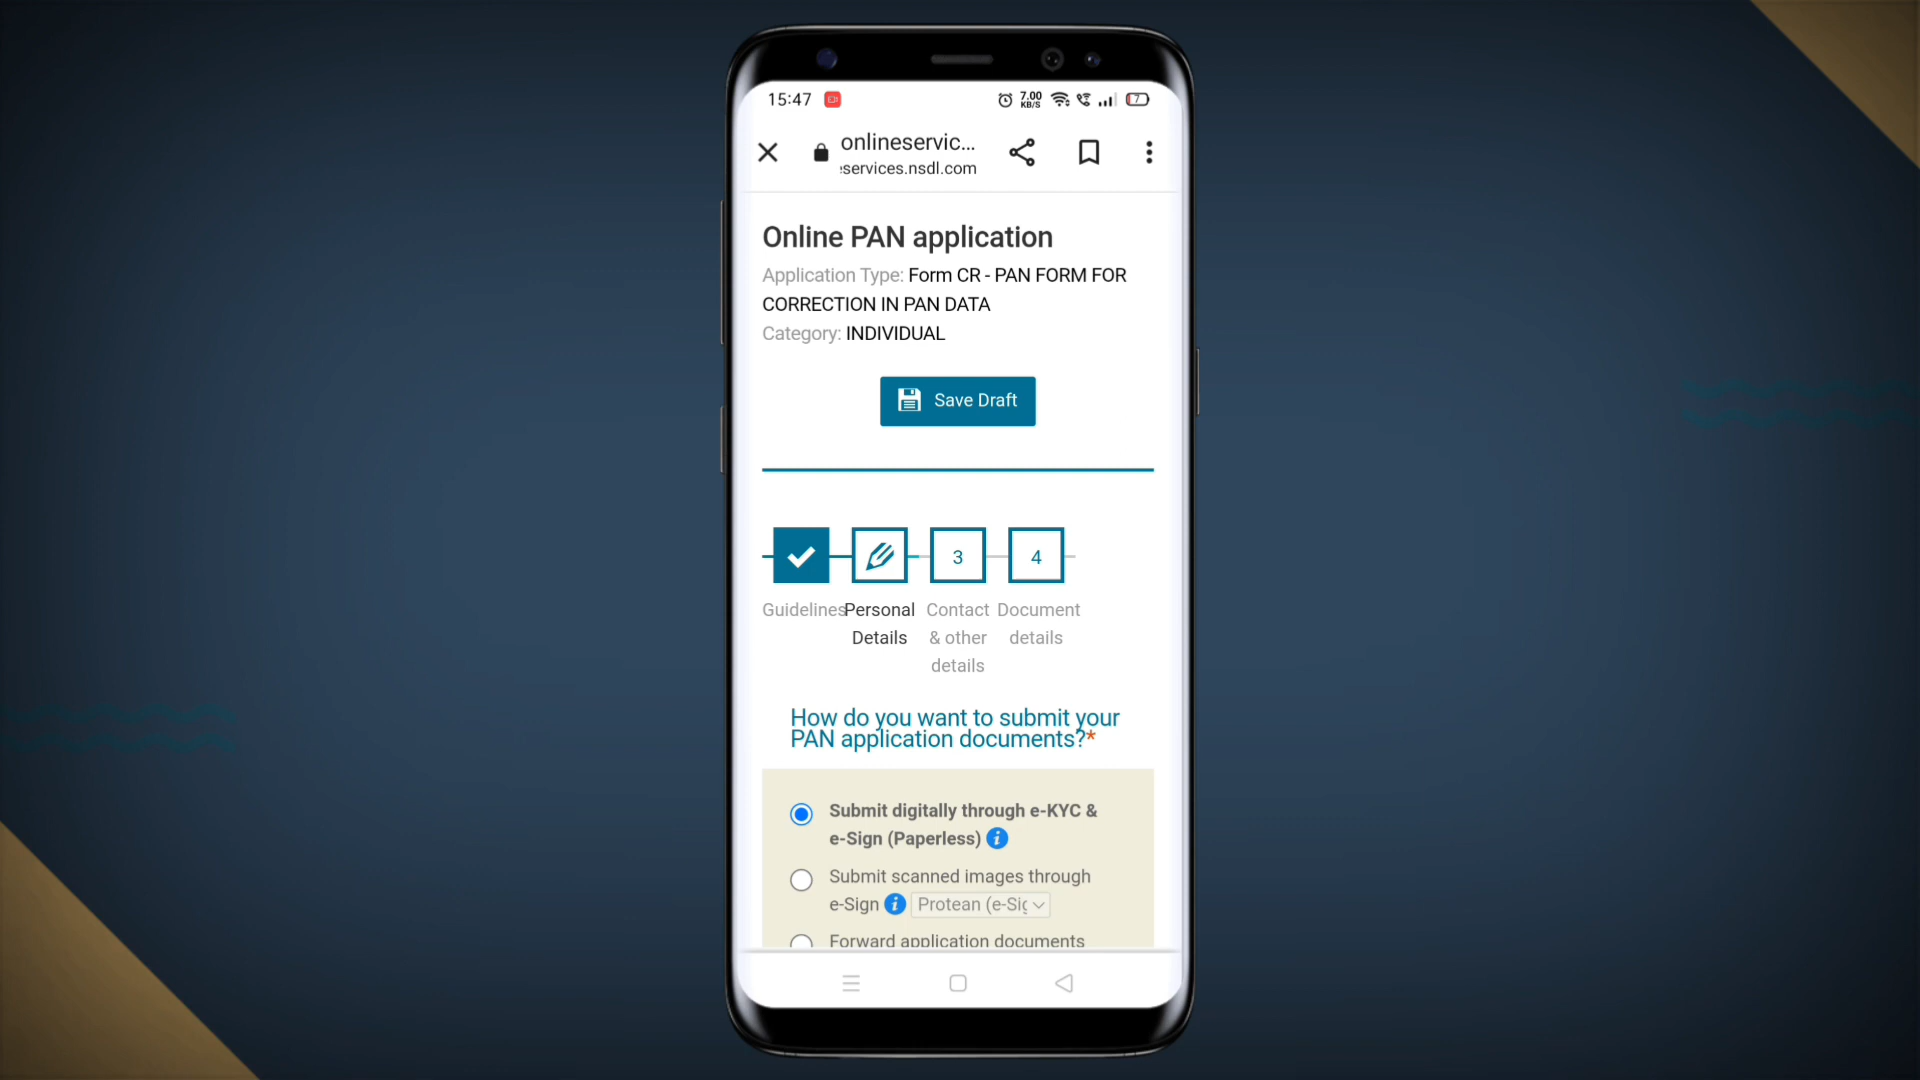 15:47
7.00
KB/S
7
onlineservic...
services.nsdl.com
Online PAN application
Application Type: Form CR - PAN FORM FOR
CORRECTION IN PAN DATA
Category: INDIVIDUAL
Save Draft
3
4
Guidelines
Personal
Details
Contact
& other
details
Document
details
How do you want to submit your
PAN application documents?*
Submit digitally through e-KYC &
e-Sign (Paperless) i
Submit scanned images through
e-Sign i Protean (e-Sig
Forward application documents